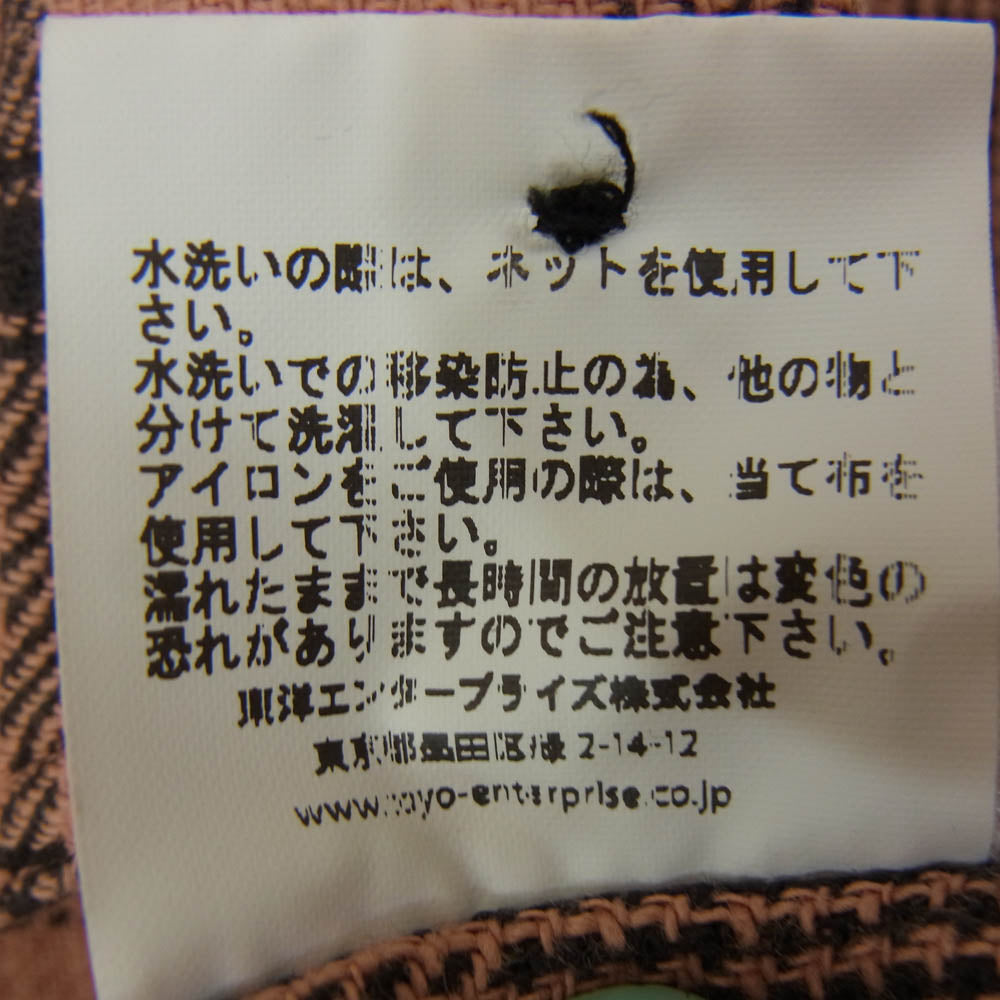 水洗いの際は、ネットを使用して下
さい。
水洗いでの移染防止の為、他の物と
分けて洗濯して下さい。
アイロンをご使用の際は、当て布を
使用して下さい。
濡れたままで長時間の放置は変色の
恐れがありますのでご注意下さい。
東洋エンタープライズ株式会社
東京都墨田区緑 2-14-12
www.toyo-enterprise.co.jp